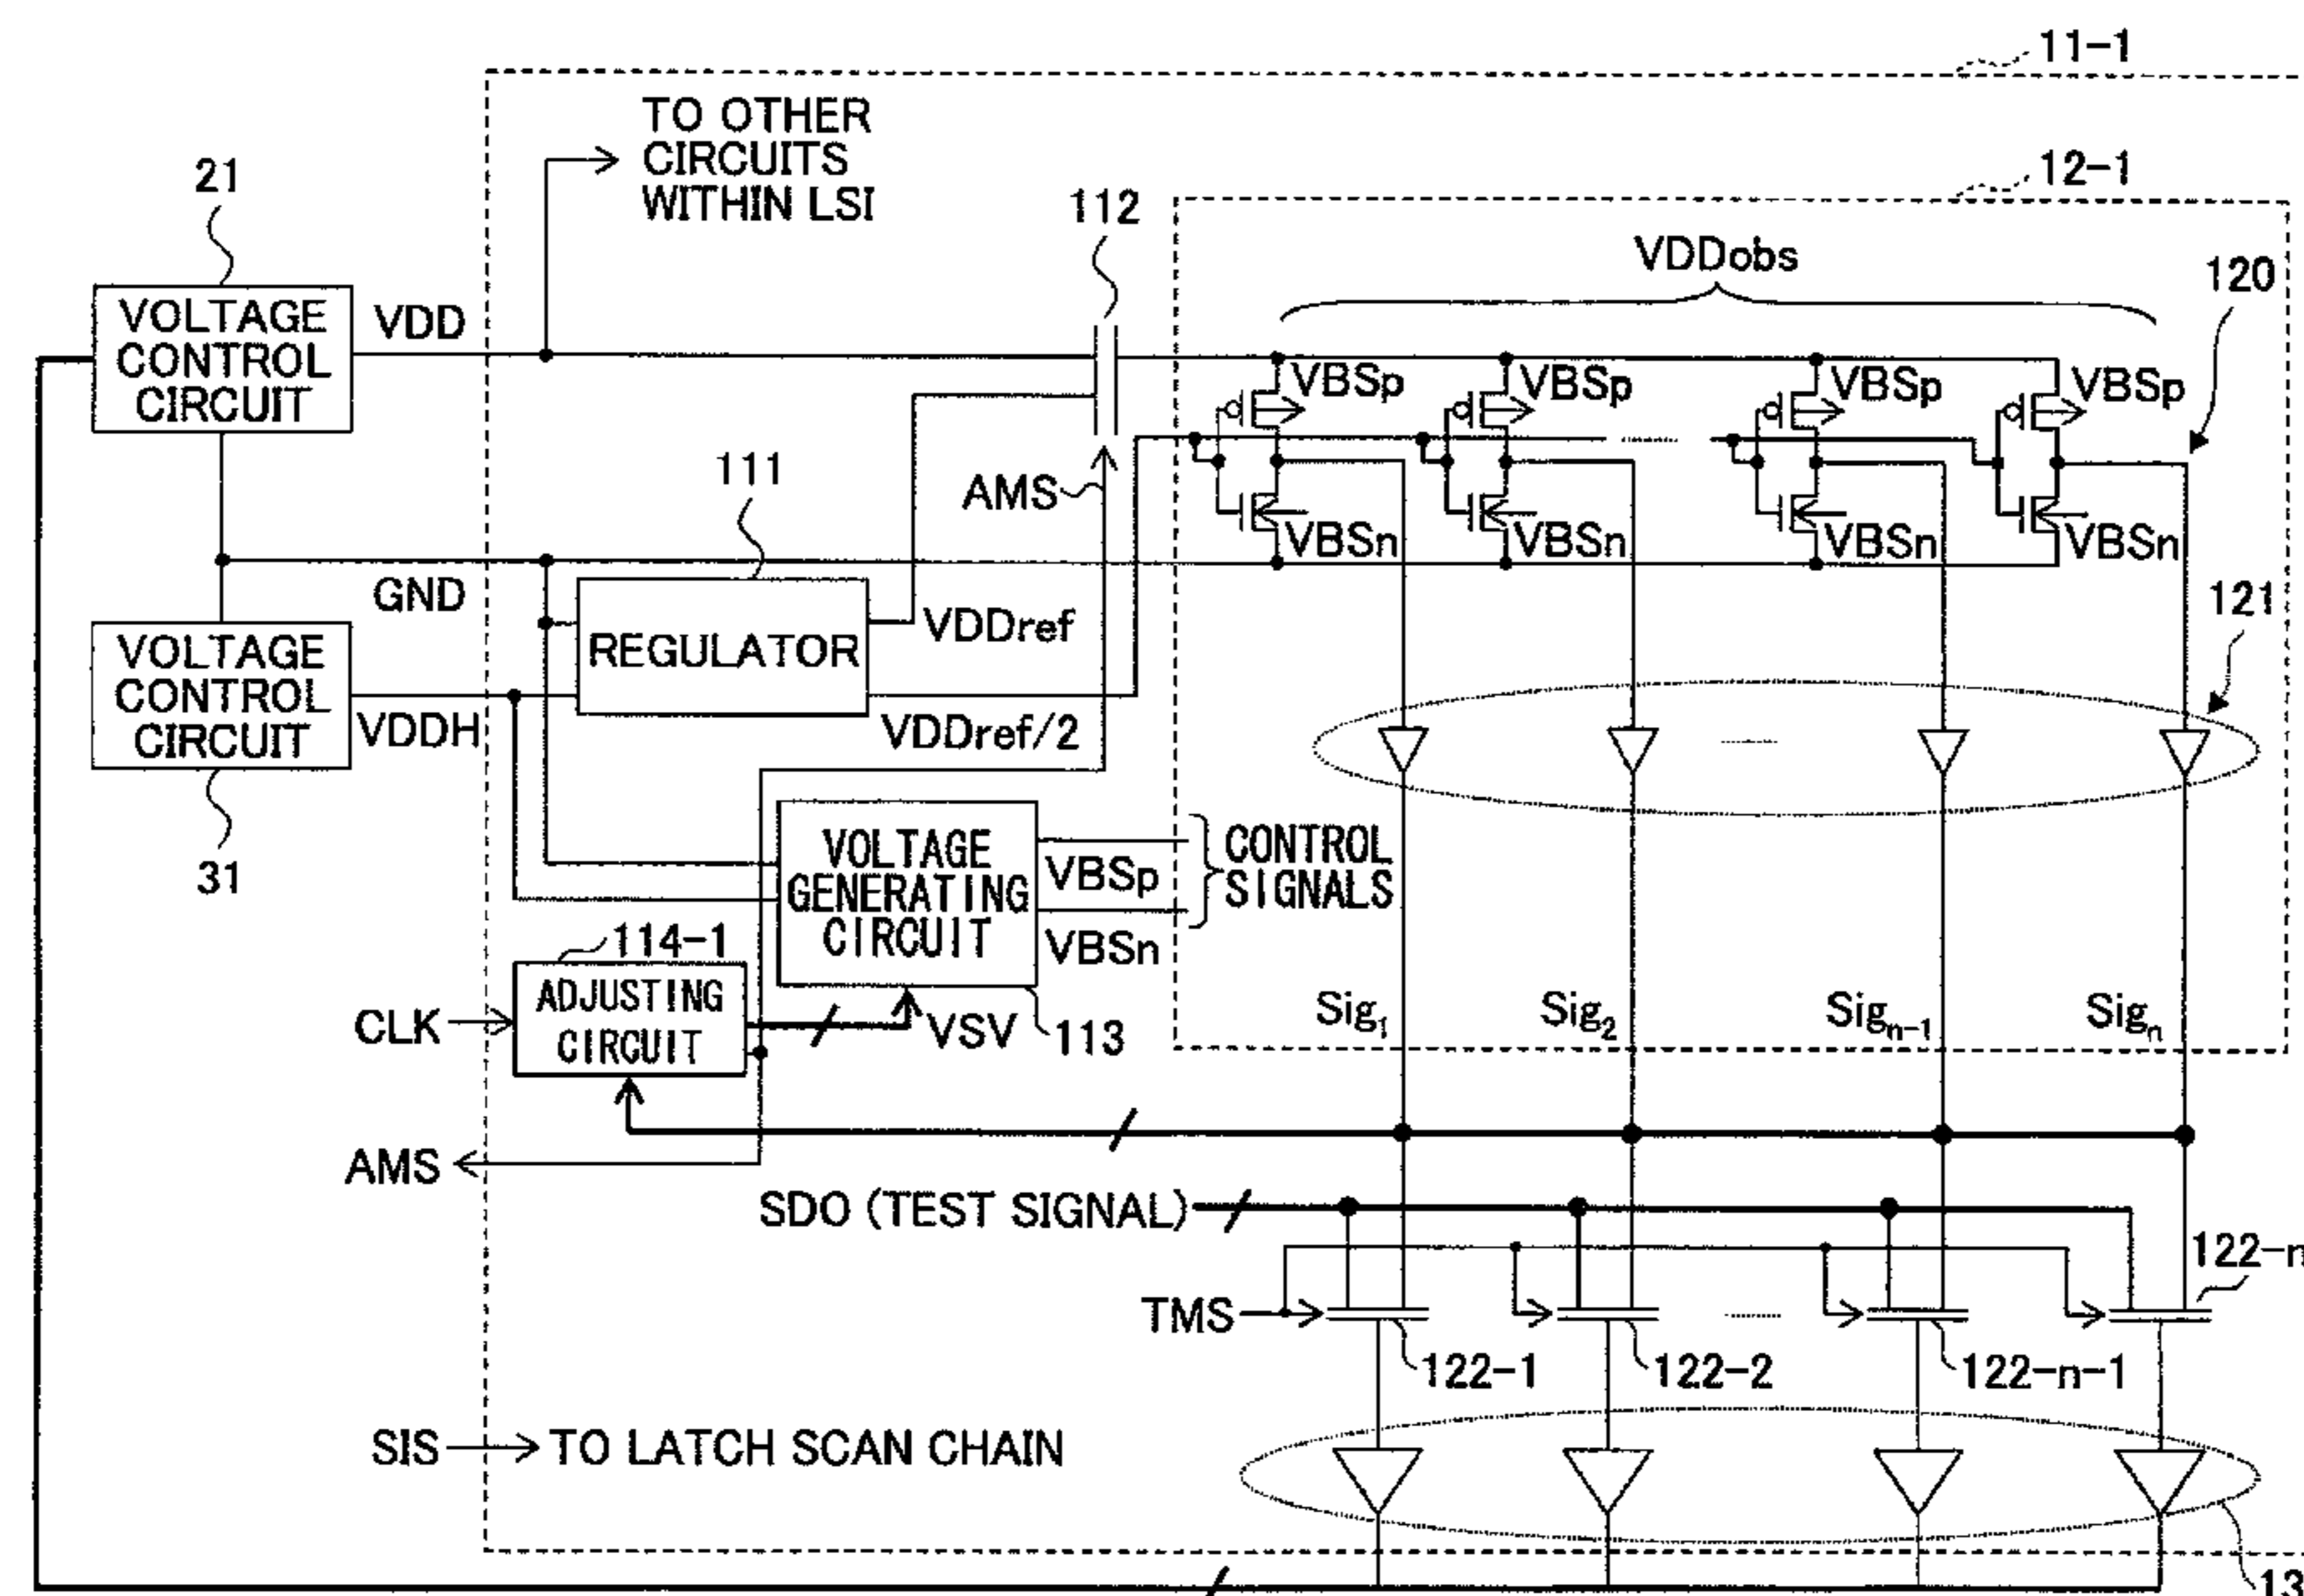 11-1
TO OTHER
CIRCUITS
WITHIN LSI
12-1
21
112
VDDobs
120
VOLTAGE
CONTROL
CIRCUIT
VDD
VBSp
VBSp
VBSp
VBSp
111
AMS
VBSn
VBSn
VBSn
VBSn
GND
121
VOLTAGE
CONTROL
CIRCUIT
REGULATOR
VDDref
VDDH
VDDref/2
31
VOLTAGE
GENERATING
CIRCUIT
VBSp
VBSn
CONTROL
SIGNALS
114-1
ADJUSTING
CIRCUIT
CLK
VSV
113
Sig1
Sig2
Sign-1
Sign
AMS
SDO (TEST SIGNAL)
122-n
TMS
122-1
122-2
122-n-1
SIS
TO LATCH SCAN CHAIN